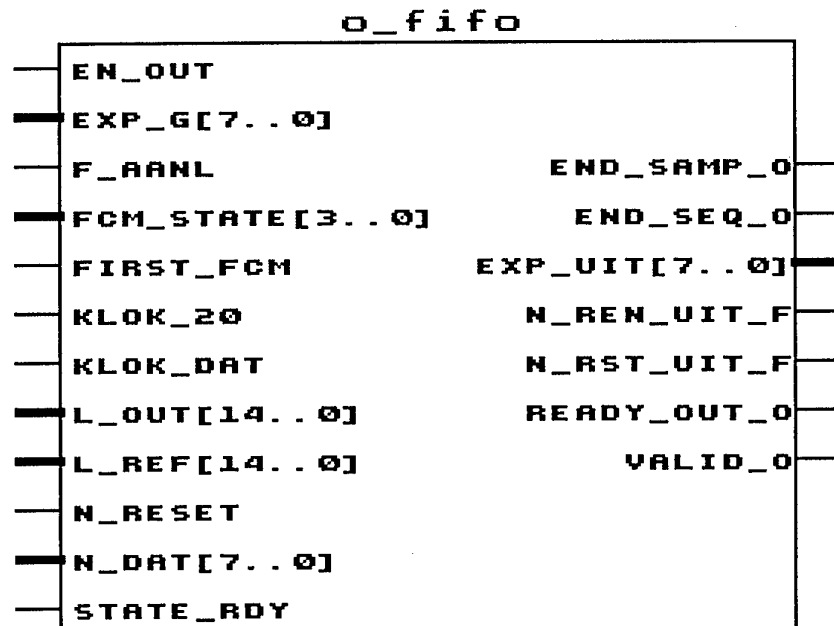 o_fifo
EN_OUT
EXP_G[7..0]
F_AANL
END_SAMP_O
FCM_STATE[3..0]
END_SEQ_O
FIRST_FCM
EXP_UIT[7..0]
KLOK_20
N_REN_UIT_F
KLOK_DAT
N_RST_UIT_F
L_OUT[14..0]
READY_OUT_O
L_REF[14..0]
VALID_O
N_RESET
N_DAT[7..0]
STATE_RDY